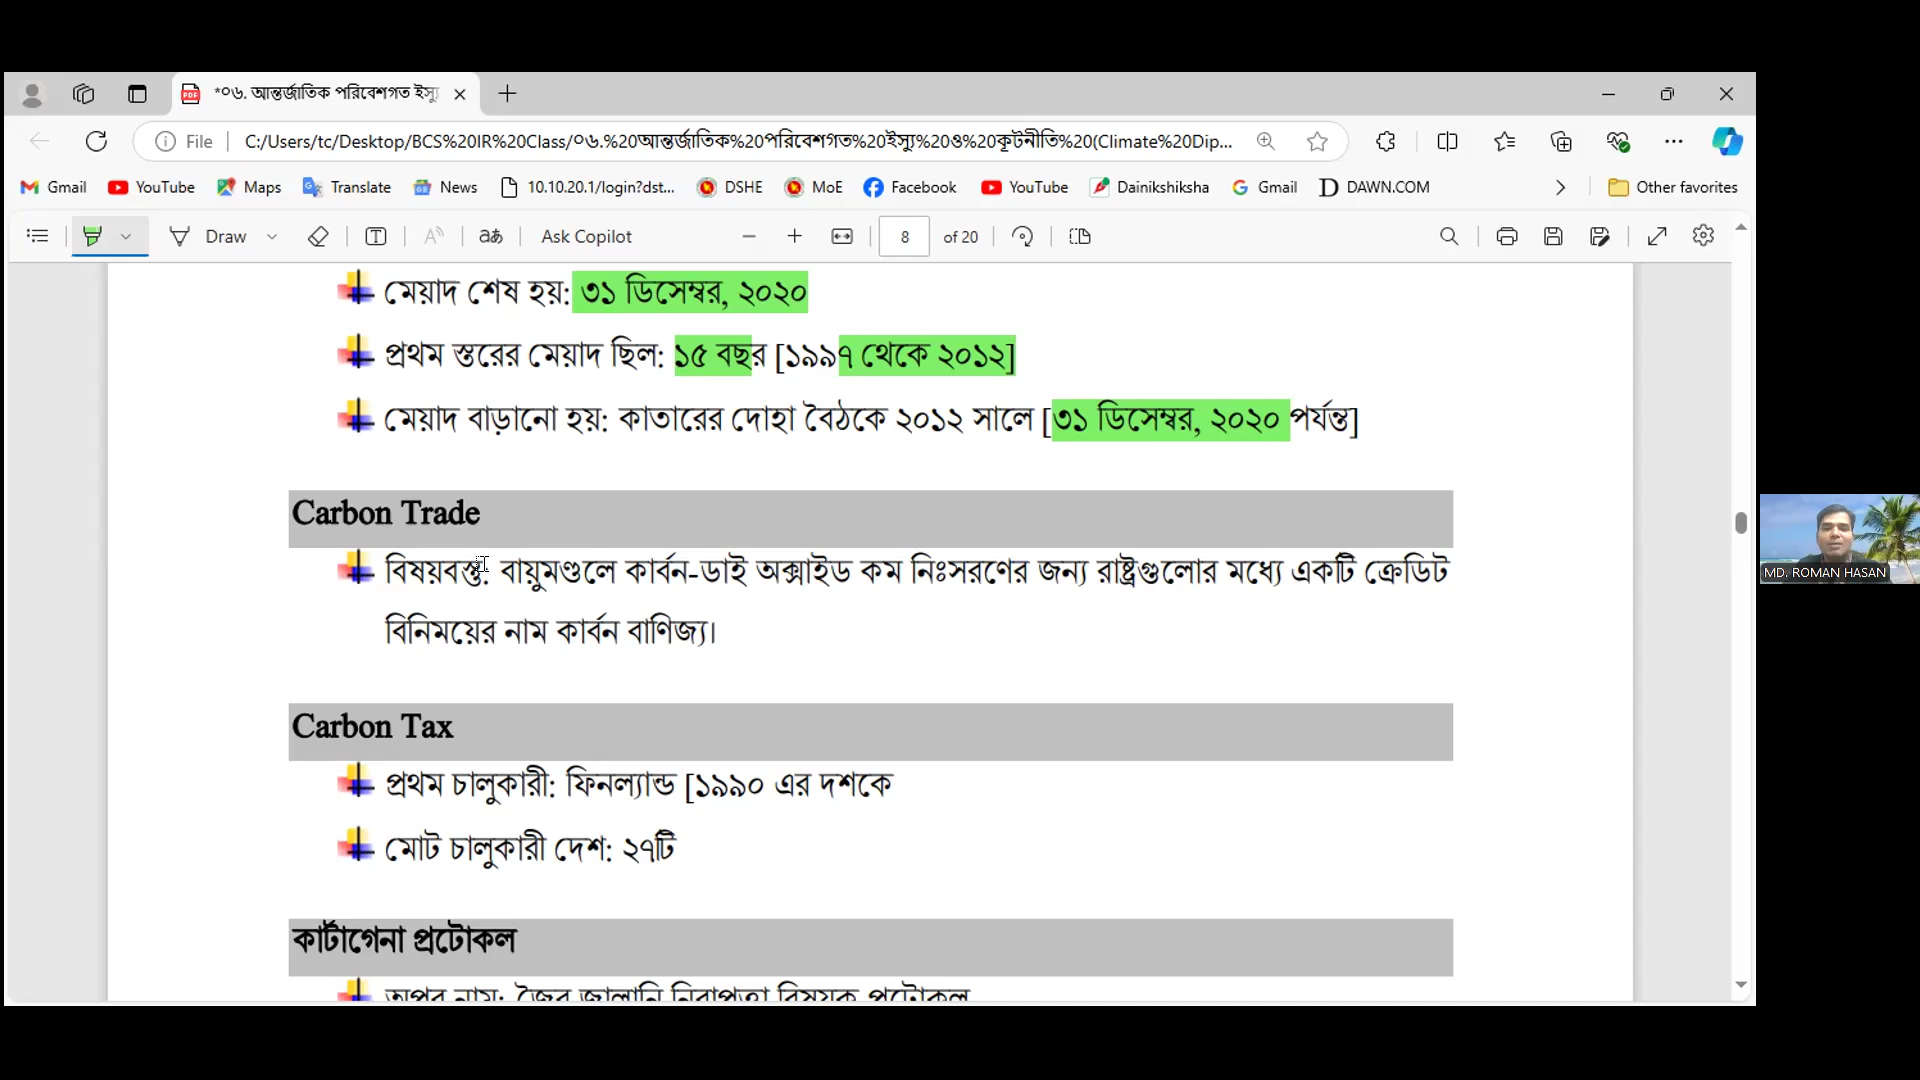 *০৬. আন্তর্জাতিক পরিবেশগত ইস্যু
File
C:/Users/tc/Desktop/BCS%20IR%20Class/০৬.%20আন্তর্জাতিক%20পরিবেশগত%20ইস্যু%20ও%20কূটনীতি%20(Climate%20Dip...
Gmail YouTube Maps Translate News 10.10.20.1/login?dst... DSHE MoE Facebook YouTube Dainikshiksha Gmail DAWN.COM Other favorites
Draw Ask Copilot 8 of 20
মেয়াদ শেষ হয়: ৩১ ডিসেম্বর, ২০২০
প্রথম স্তরের মেয়াদ ছিল: ১৫ বছর [১৯৯৭ থেকে ২০১২]
মেয়াদ বাড়ানো হয়: কাতারের দোহা বৈঠকে ২০১২ সালে [৩১ ডিসেম্বর, ২০২০ পর্যন্ত]
Carbon Trade
বিষয়বস্তু: বায়ুমণ্ডলে কার্বন-ডাই অক্সাইড কম নিঃসরণের জন্য রাষ্ট্রগুলোর মধ্যে একটি ক্রেডিট
বিনিময়ের নাম কার্বন বাণিজ্য।
MD. ROMAN HASAN
Carbon Tax
প্রথম চালুকারী: ফিনল্যান্ড [১৯৯০ এর দশকে
মোট চালুকারী দেশ: ২৭টি
কার্টাগেনা প্রটোকল
অপর নাম: জৈব জ্বালানি নিরাপত্তা বিষয়ক প্রটোকল